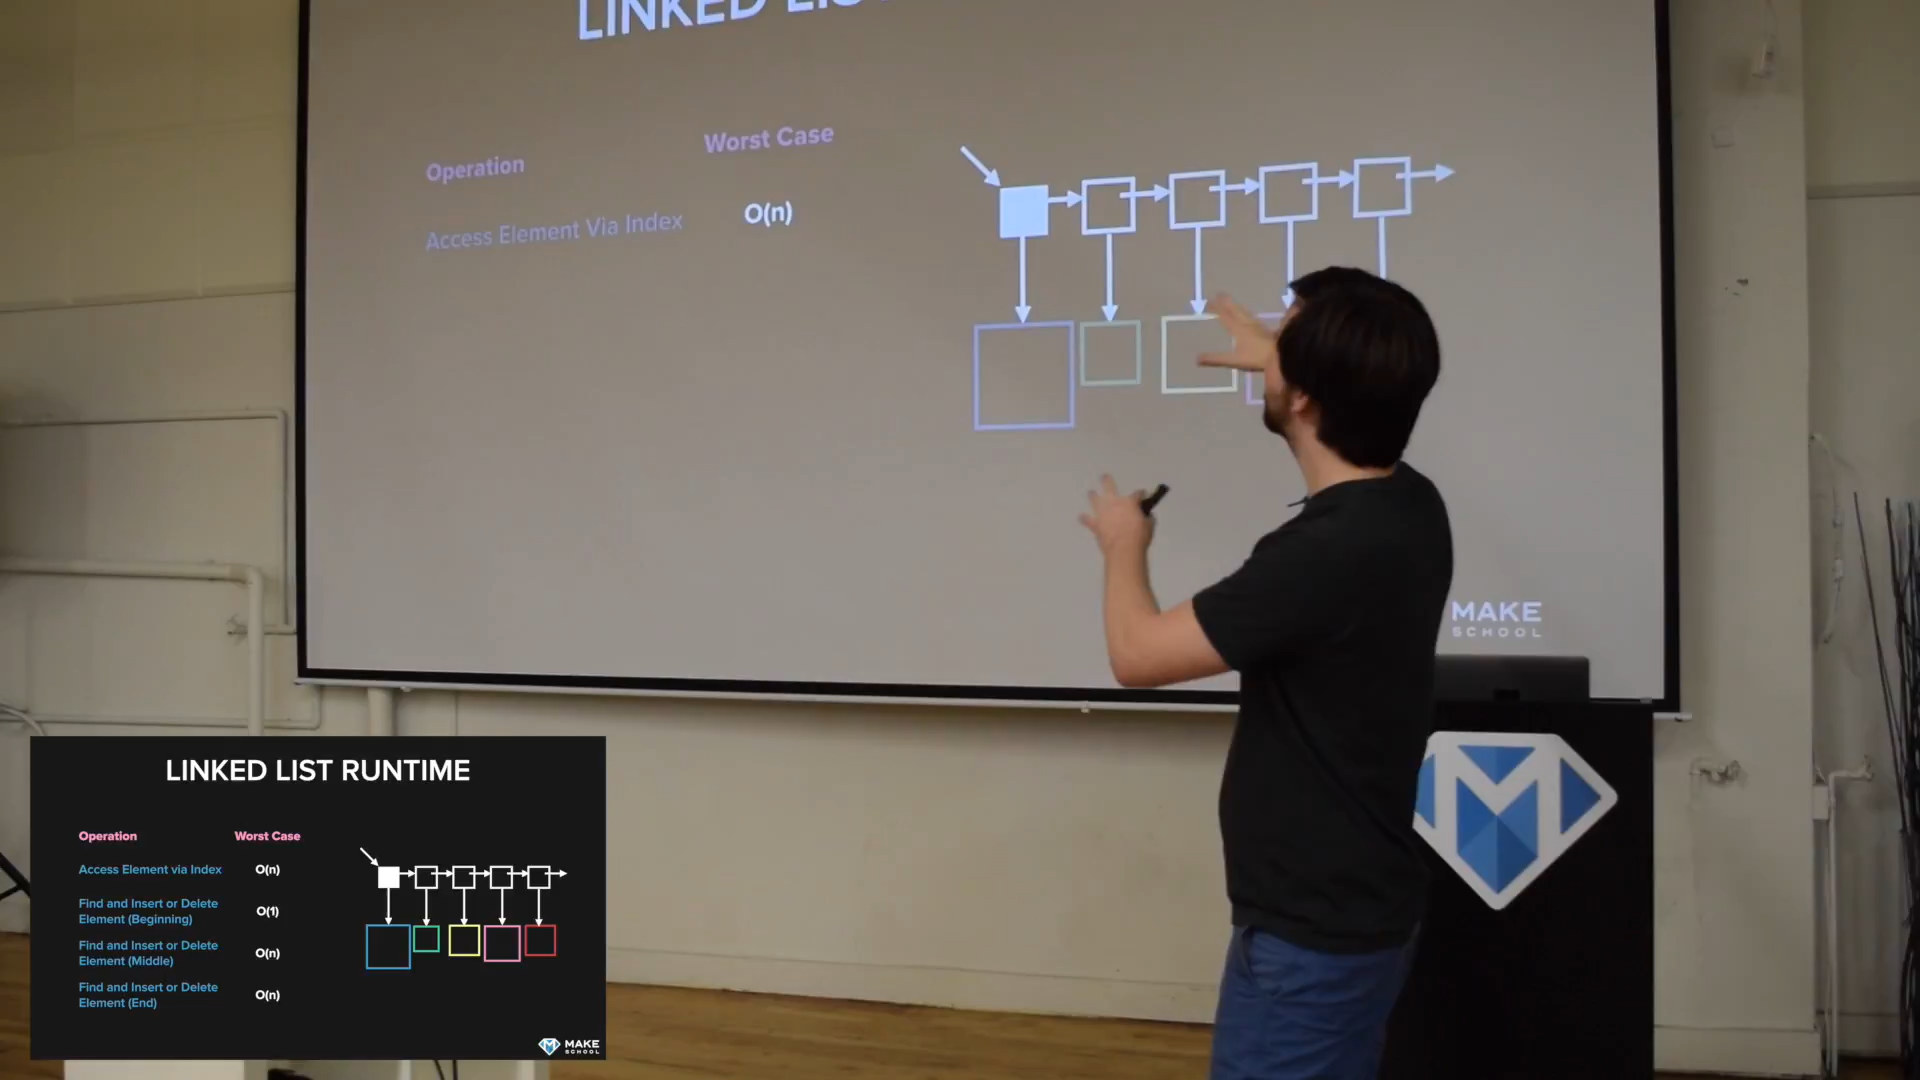 LINKED
Operation
Worst Case
Access Element Via Index
O(n)
MAKE
SCHOOL
LINKED LIST RUNTIME
Operation
Worst Case
Access Element via Index
O(n)
Find and Insert or Delete
Element (Beginning)
O(1)
Find and Insert or Delete
Element (Middle)
O(n)
Find and Insert or Delete
Element (End)
O(n)
MAKE
SCHOOL